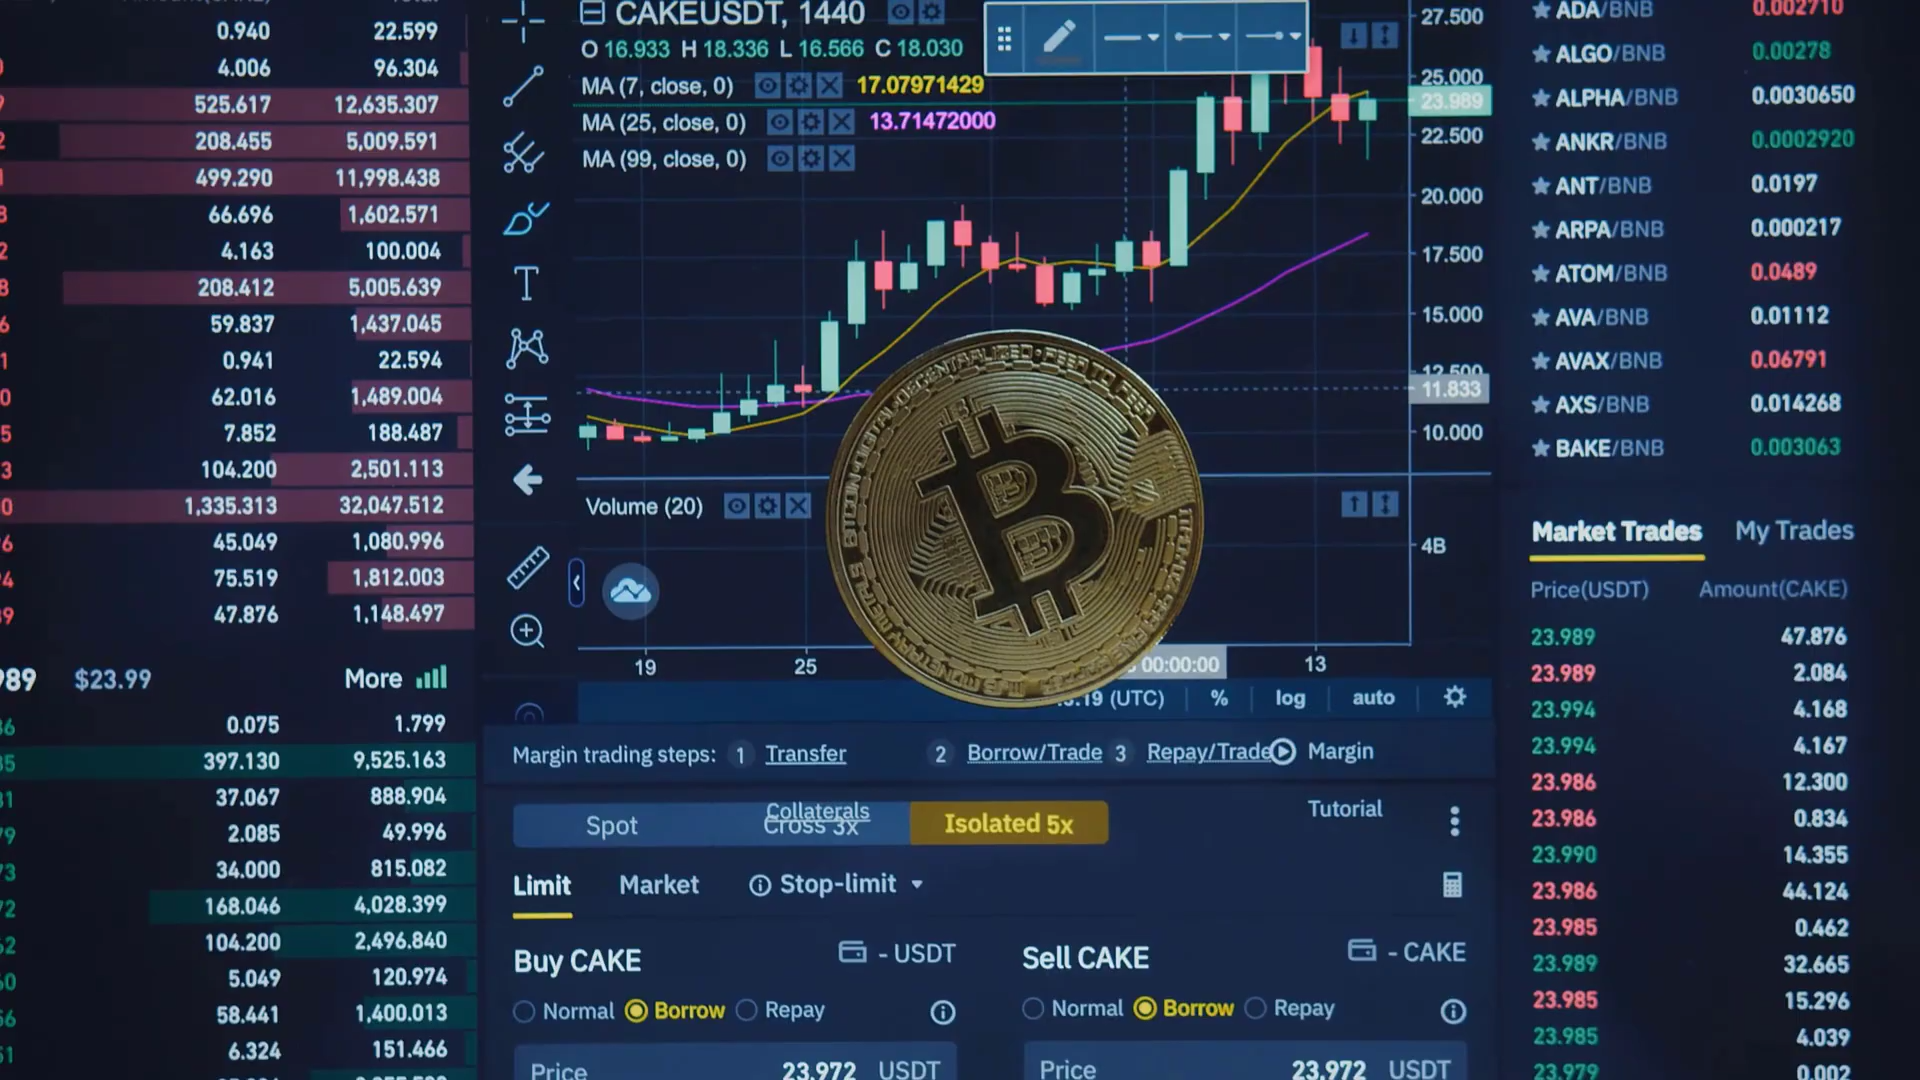 0.940 22.599
4.006 96.304
525.617 12,635.307
208.455 5,009.591
499.290 11,998.438
66.696 1,602.571
4.163 100.004
208.412 5,005.639
59.837 1,437.045
0.941 22.594
62.016 1,489.004
7.852 188.487
104.200 2,501.113
1,335.313 32,047.512
45.049 1,080.996
75.519 1,812.003
47.876 1,148.497
$23.99 More
0.075 1.799
397.130 9,525.163
37.067 888.904
2.085 49.996
34.000 815.082
168.046 4,028.399
104.200 2,496.840
5.049 120.974
58.441 1,400.013
6.324 151.466
CAKEUSDT, 1440
O 16.933 H 18.336 L 16.566 C 18.030
MA (7, close, 0) 17.07971429
MA (25, close, 0) 13.71472000
MA (99, close, 0)
27.500
25.000
23.989
22.500
20.000
17.500
15.000
12.500
11.833
10.000
Volume (20)
4B
19 25 00:00:00 13
(UTC) % log auto
Margin trading steps: 1 Transfer 2 Borrow/Trade 3 Repay/Trade Margin
Collaterals Tutorial
Spot Cross 3x Isolated 5x
Limit Market Stop-limit
Buy CAKE - USDT
Normal Borrow Repay
Price 23.972 USDT
Sell CAKE - CAKE
Normal Borrow Repay
Price 23.972 USDT
ADA/BNB 0.002710
ALGO/BNB 0.00278
ALPHA/BNB 0.0030650
ANKR/BNB 0.0002920
ANT/BNB 0.0197
ARPA/BNB 0.000217
ATOM/BNB 0.0489
AVA/BNB 0.01112
AVAX/BNB 0.06791
AXS/BNB 0.014268
BAKE/BNB 0.003063
Market Trades My Trades
Price(USDT) Amount(CAKE)
23.989 47.876
23.989 2.084
23.994 4.168
23.994 4.167
23.986 12.300
23.986 0.834
23.990 14.355
23.986 44.124
23.985 0.462
23.989 32.665
23.985 15.296
23.985 4.039
23.979 0.002